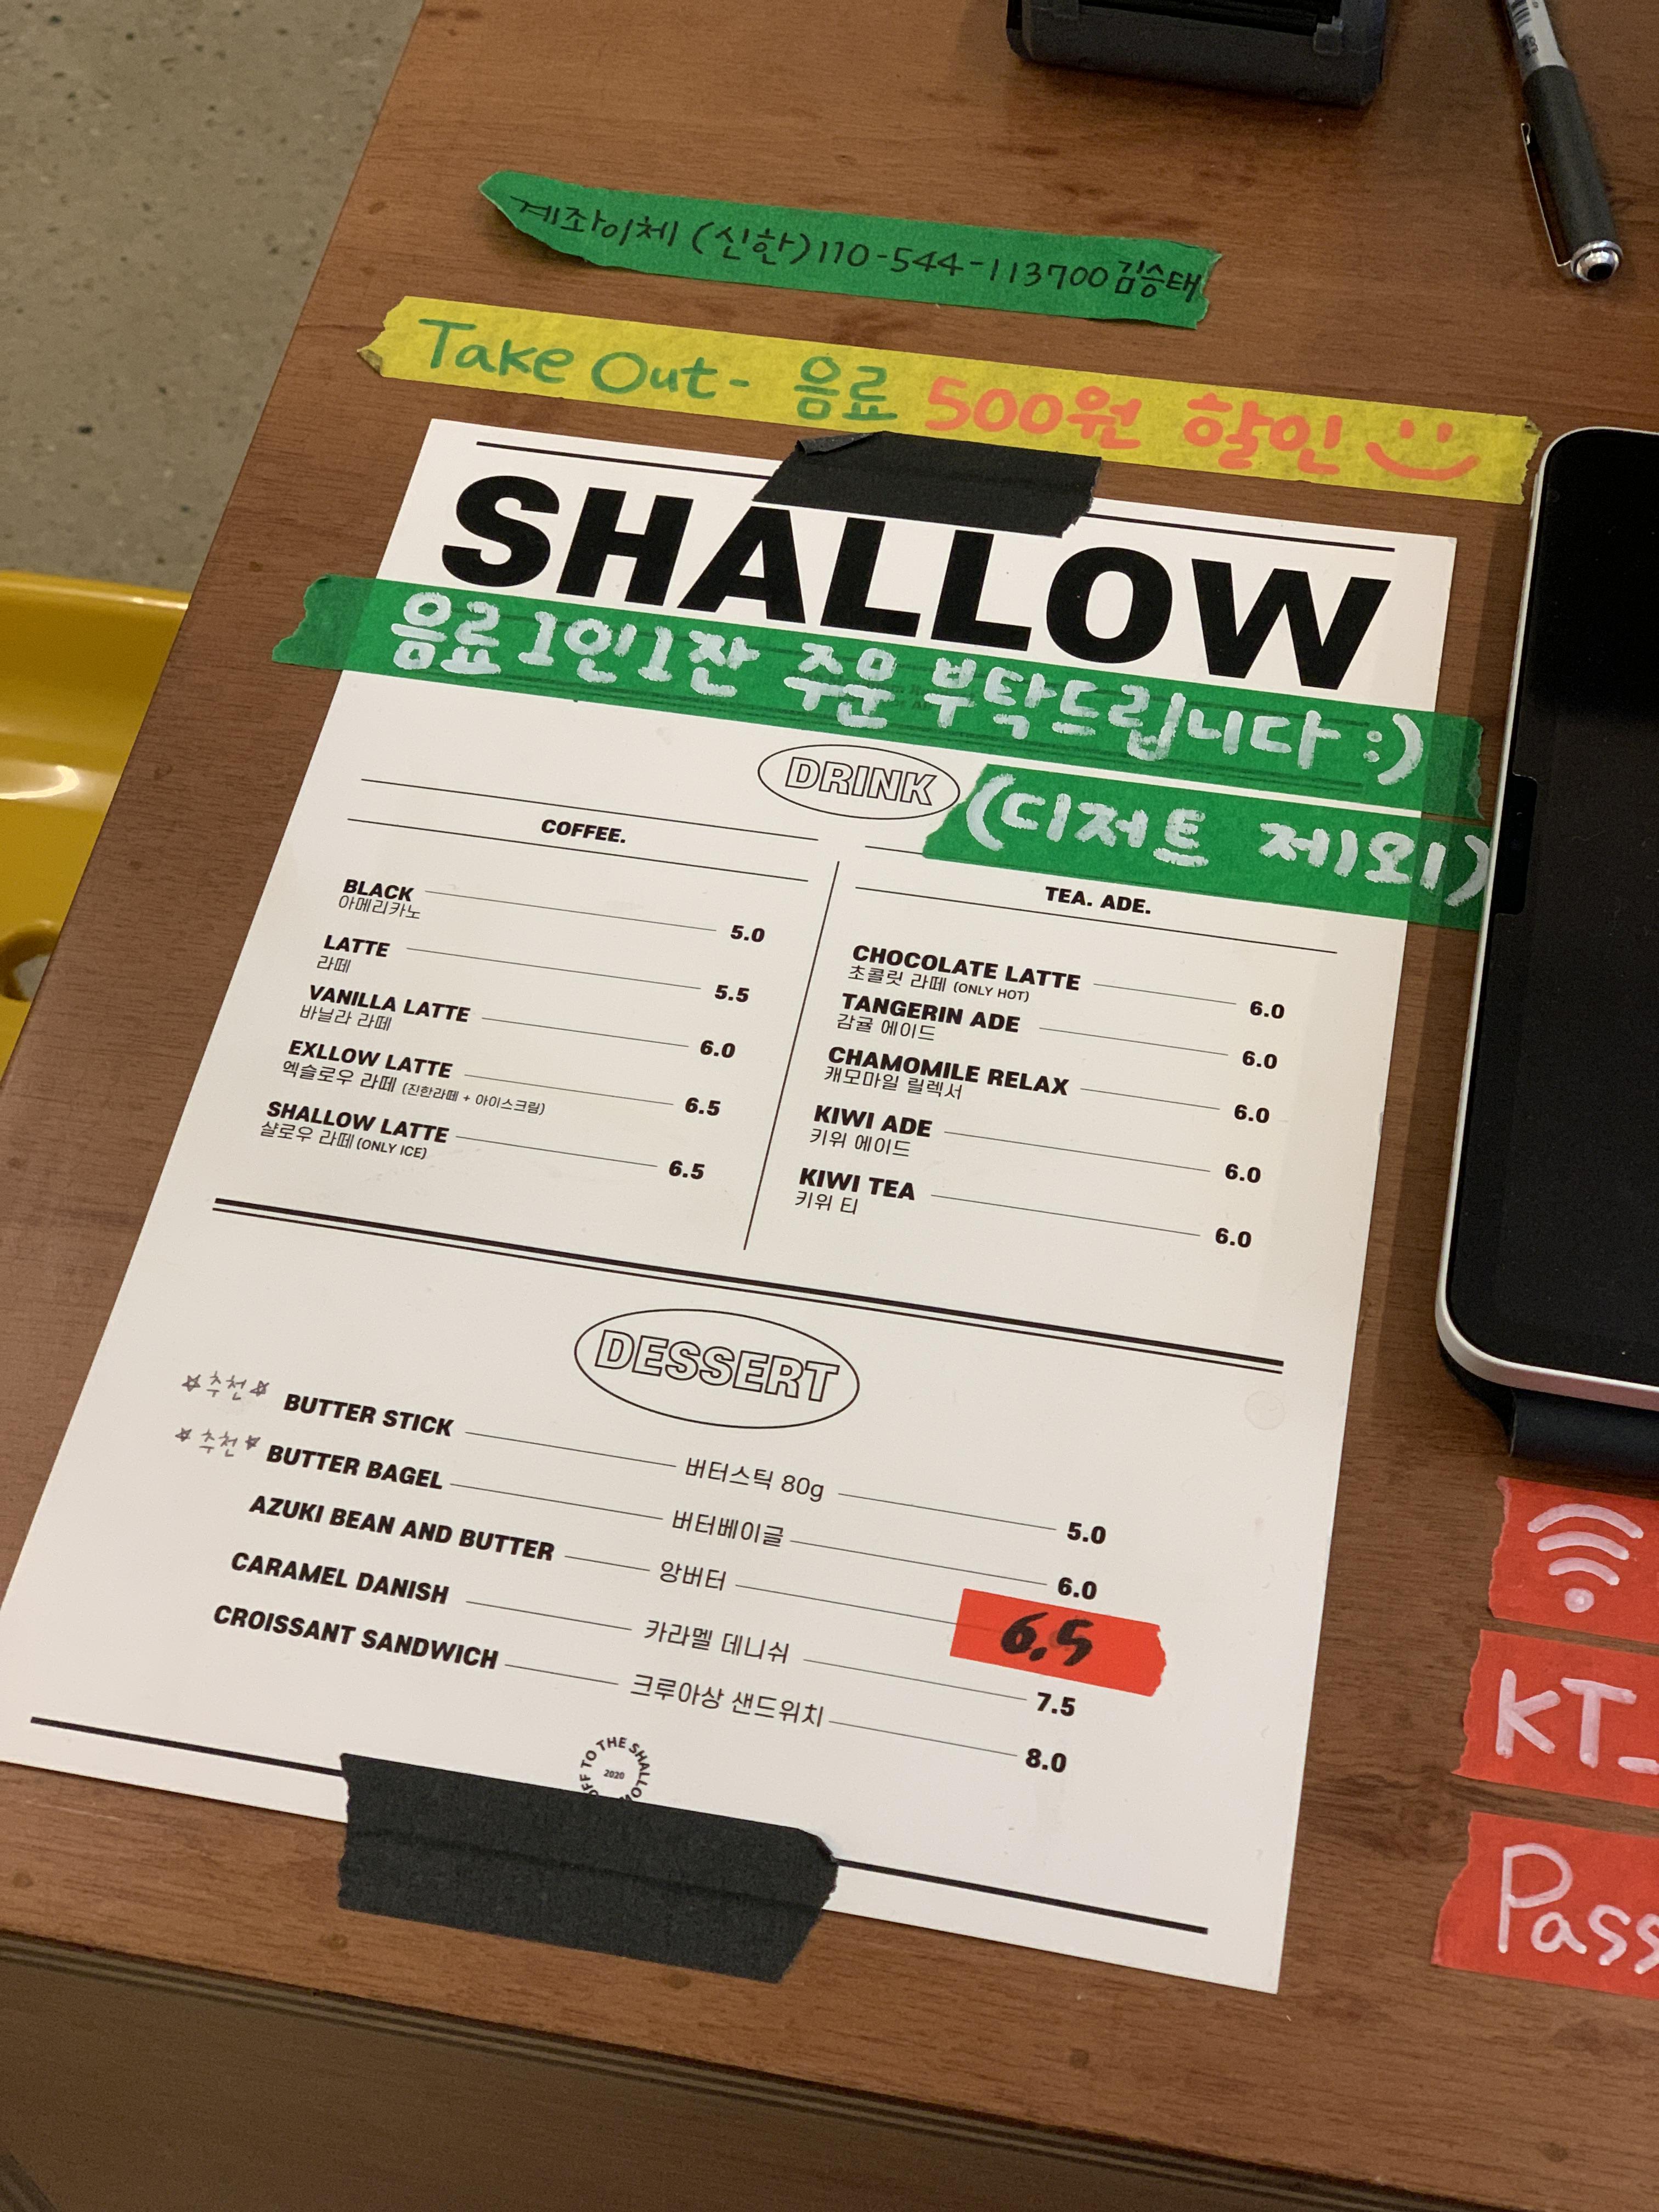 계좌이체 (신한) 110-544-113700 김승태
Take Out - 음료 500원 할인
SHALLOW
음료 1인 1잔 주문 부탁드립니다 :)
(디저트 제외)
DRINK
COFFEE.
BLACK 5.0
아메리카노
LATTE 5.5
라떼
VANILLA LATTE 6.0
바닐라 라떼
EXLLOW LATTE 6.5
엑슬로우 라떼 (진한라떼 + 아이스크림)
SHALLOW LATTE 6.5
샬로우 라떼 (ONLY ICE)
TEA. ADE.
CHOCOLATE LATTE 6.0
초콜릿 라떼 (ONLY HOT)
TANGERIN ADE 6.0
감귤 에이드
CHAMOMILE RELAX 6.0
캐모마일 릴렉서
KIWI ADE 6.0
키위 에이드
KIWI TEA 6.0
키위 티
DESSERT
추천 BUTTER STICK 버터스틱 80g 5.0
추천 BUTTER BAGEL 버터베이글 6.0
AZUKI BEAN AND BUTTER 앙버터 6.5
CARAMEL DANISH 카라멜 데니쉬 7.5
CROISSANT SANDWICH 크루아상 샌드위치 8.0
OFF TO THE SHALLOW
2020
KT_
Pass